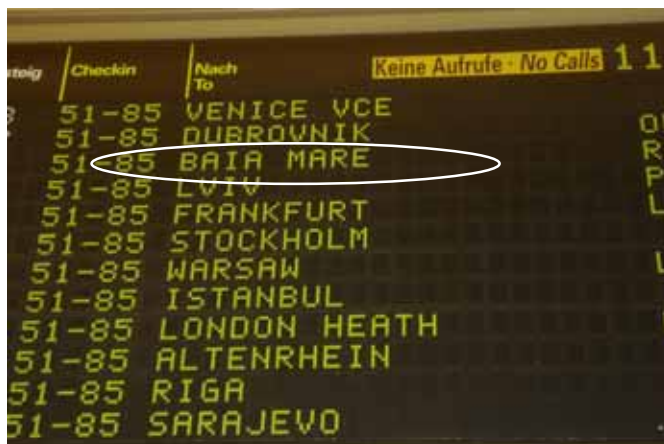 steig Checkin Nach Keine Aufrufe · No Calls 11
To
51-85 VENICE VCE
51-85 DUBROVNIK
51-85 BAIA MARE
51-85 LVIV
51-85 FRANKFURT
51-85 STOCKHOLM
51-85 WARSAW
51-85 ISTANBUL
51-85 LONDON HEATH
51-85 ALTENRHEIN
51-85 RIGA
51-85 SARAJEVO